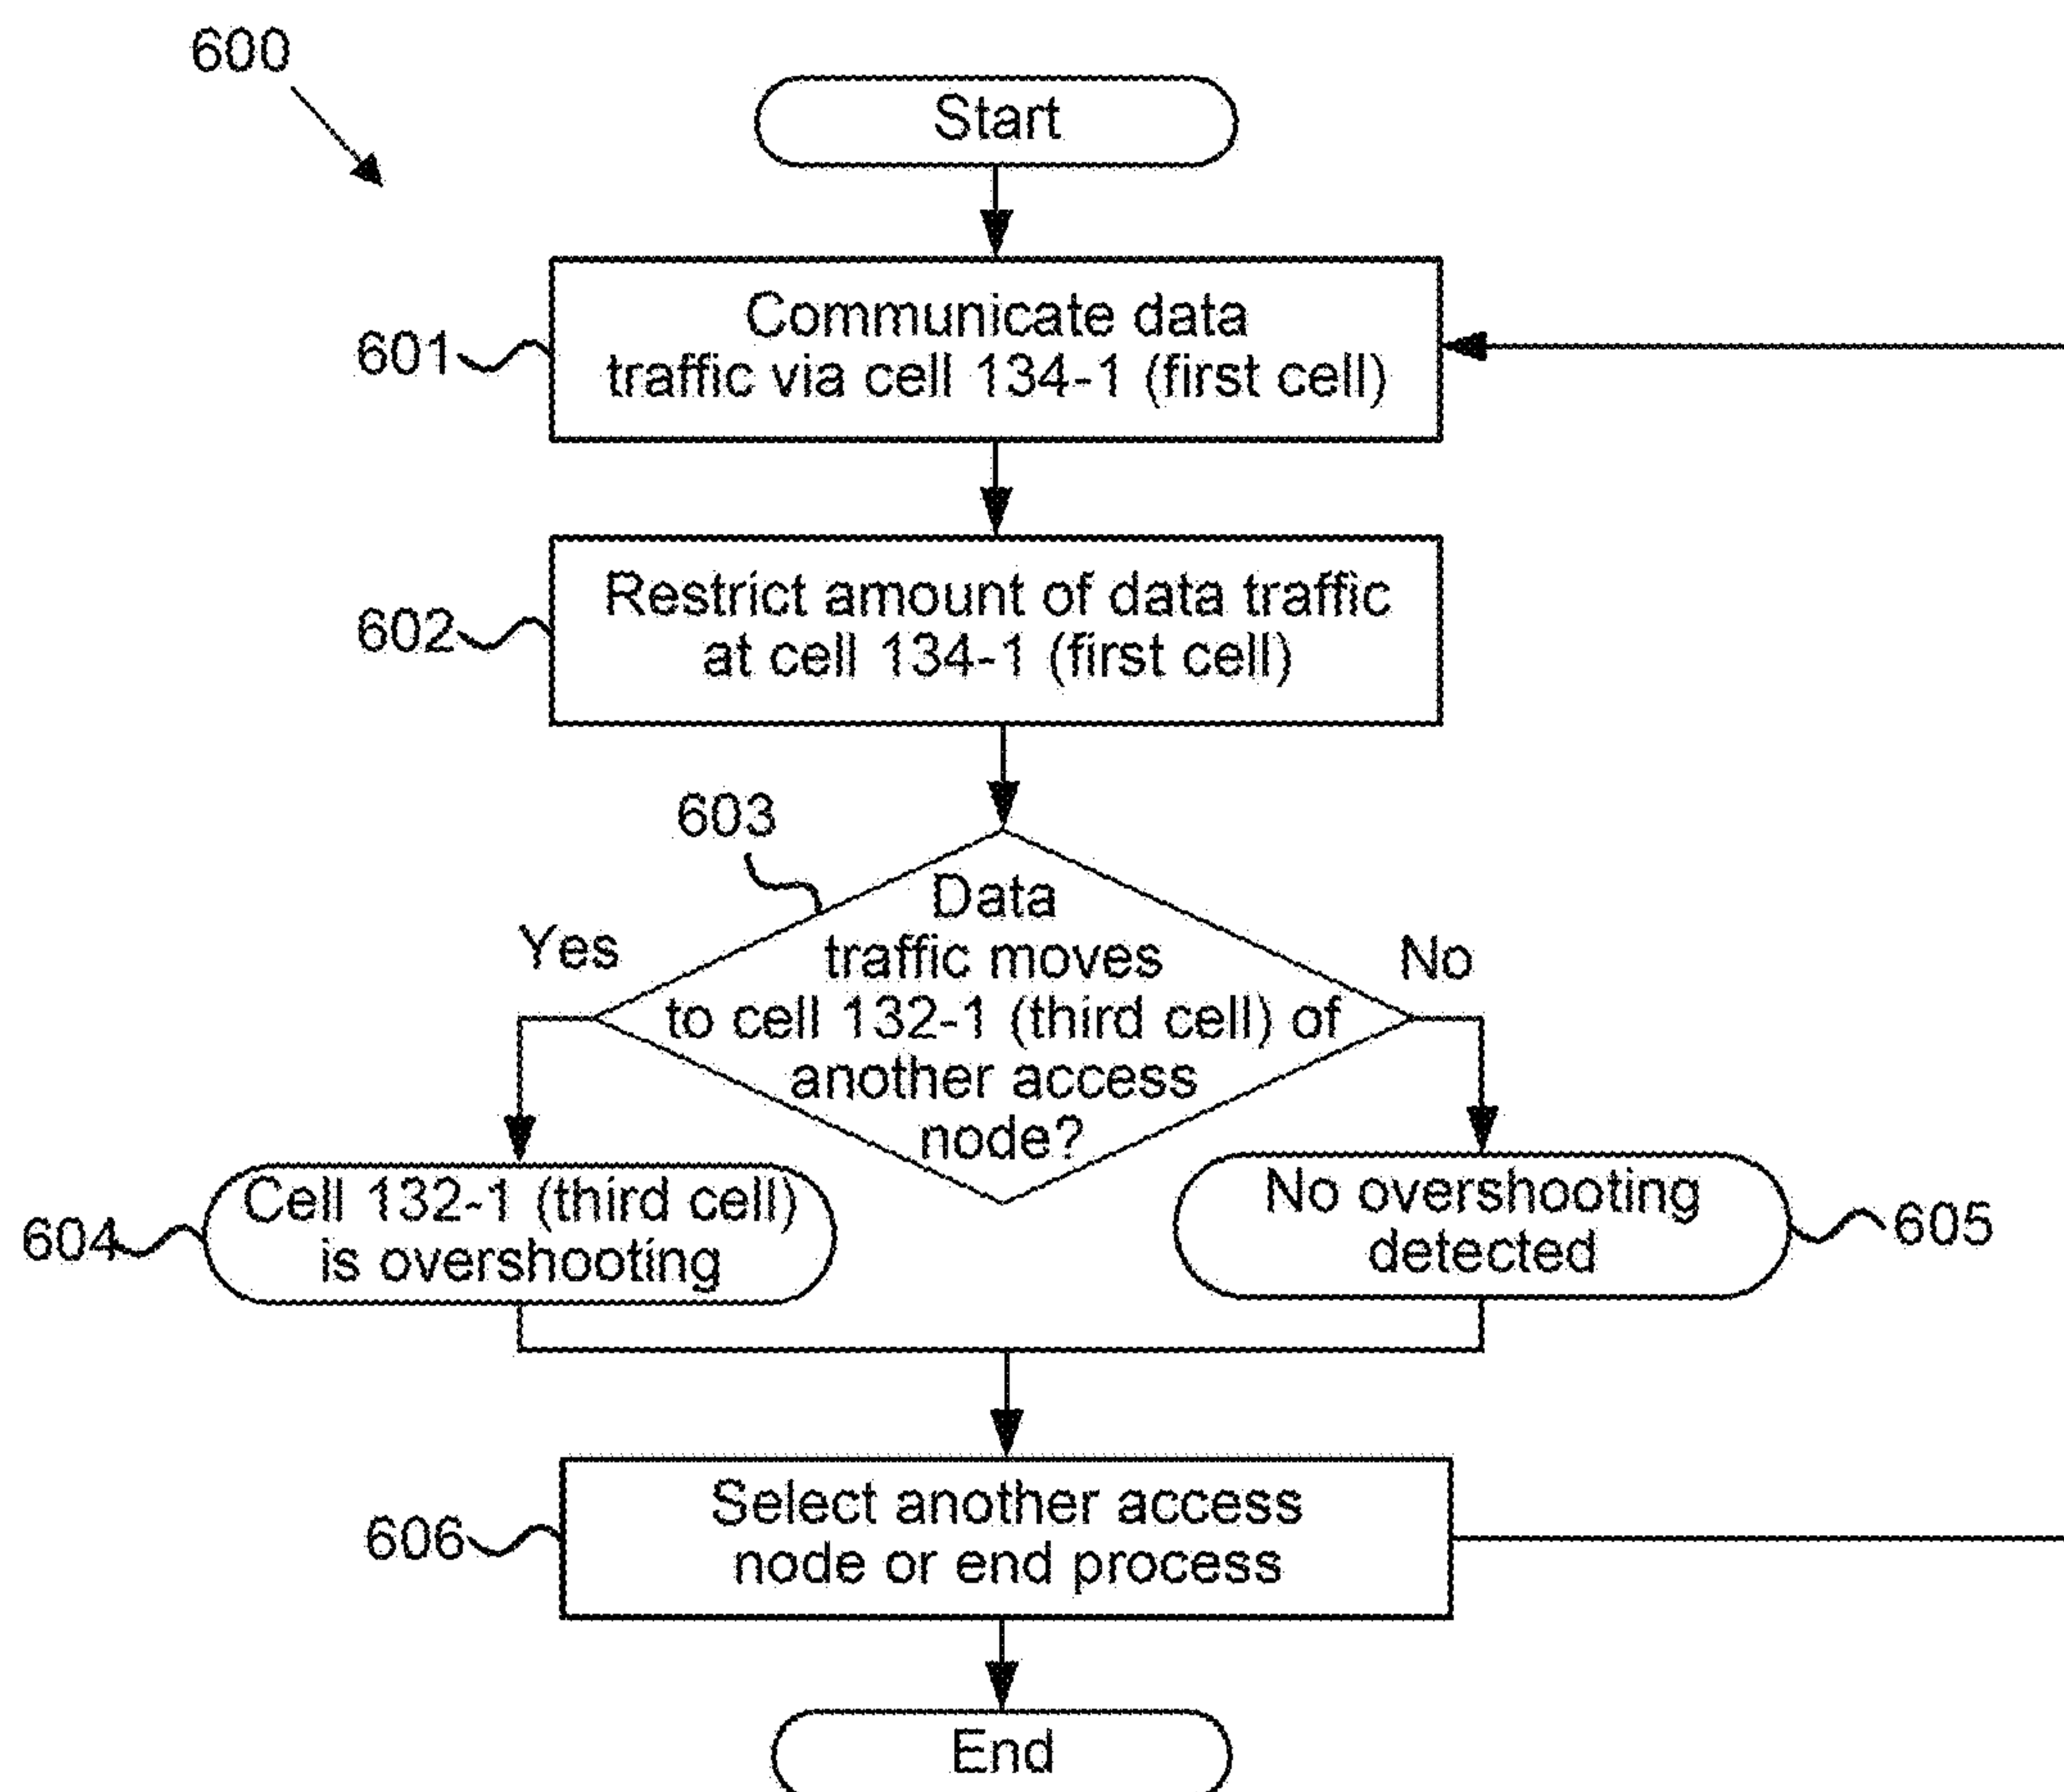 600
Start
601
Communicate data
traffic via cell 134-1 (first cell)
602
Restrict amount of data traffic
at cell 134-1 (first cell)
603
Data
traffic moves
to cell 132-1 (third cell) of
another access
node?
Yes
No
604
Cell 132-1 (third cell)
is overshooting
No overshooting
detected
605
606
Select another access
node or end process
End